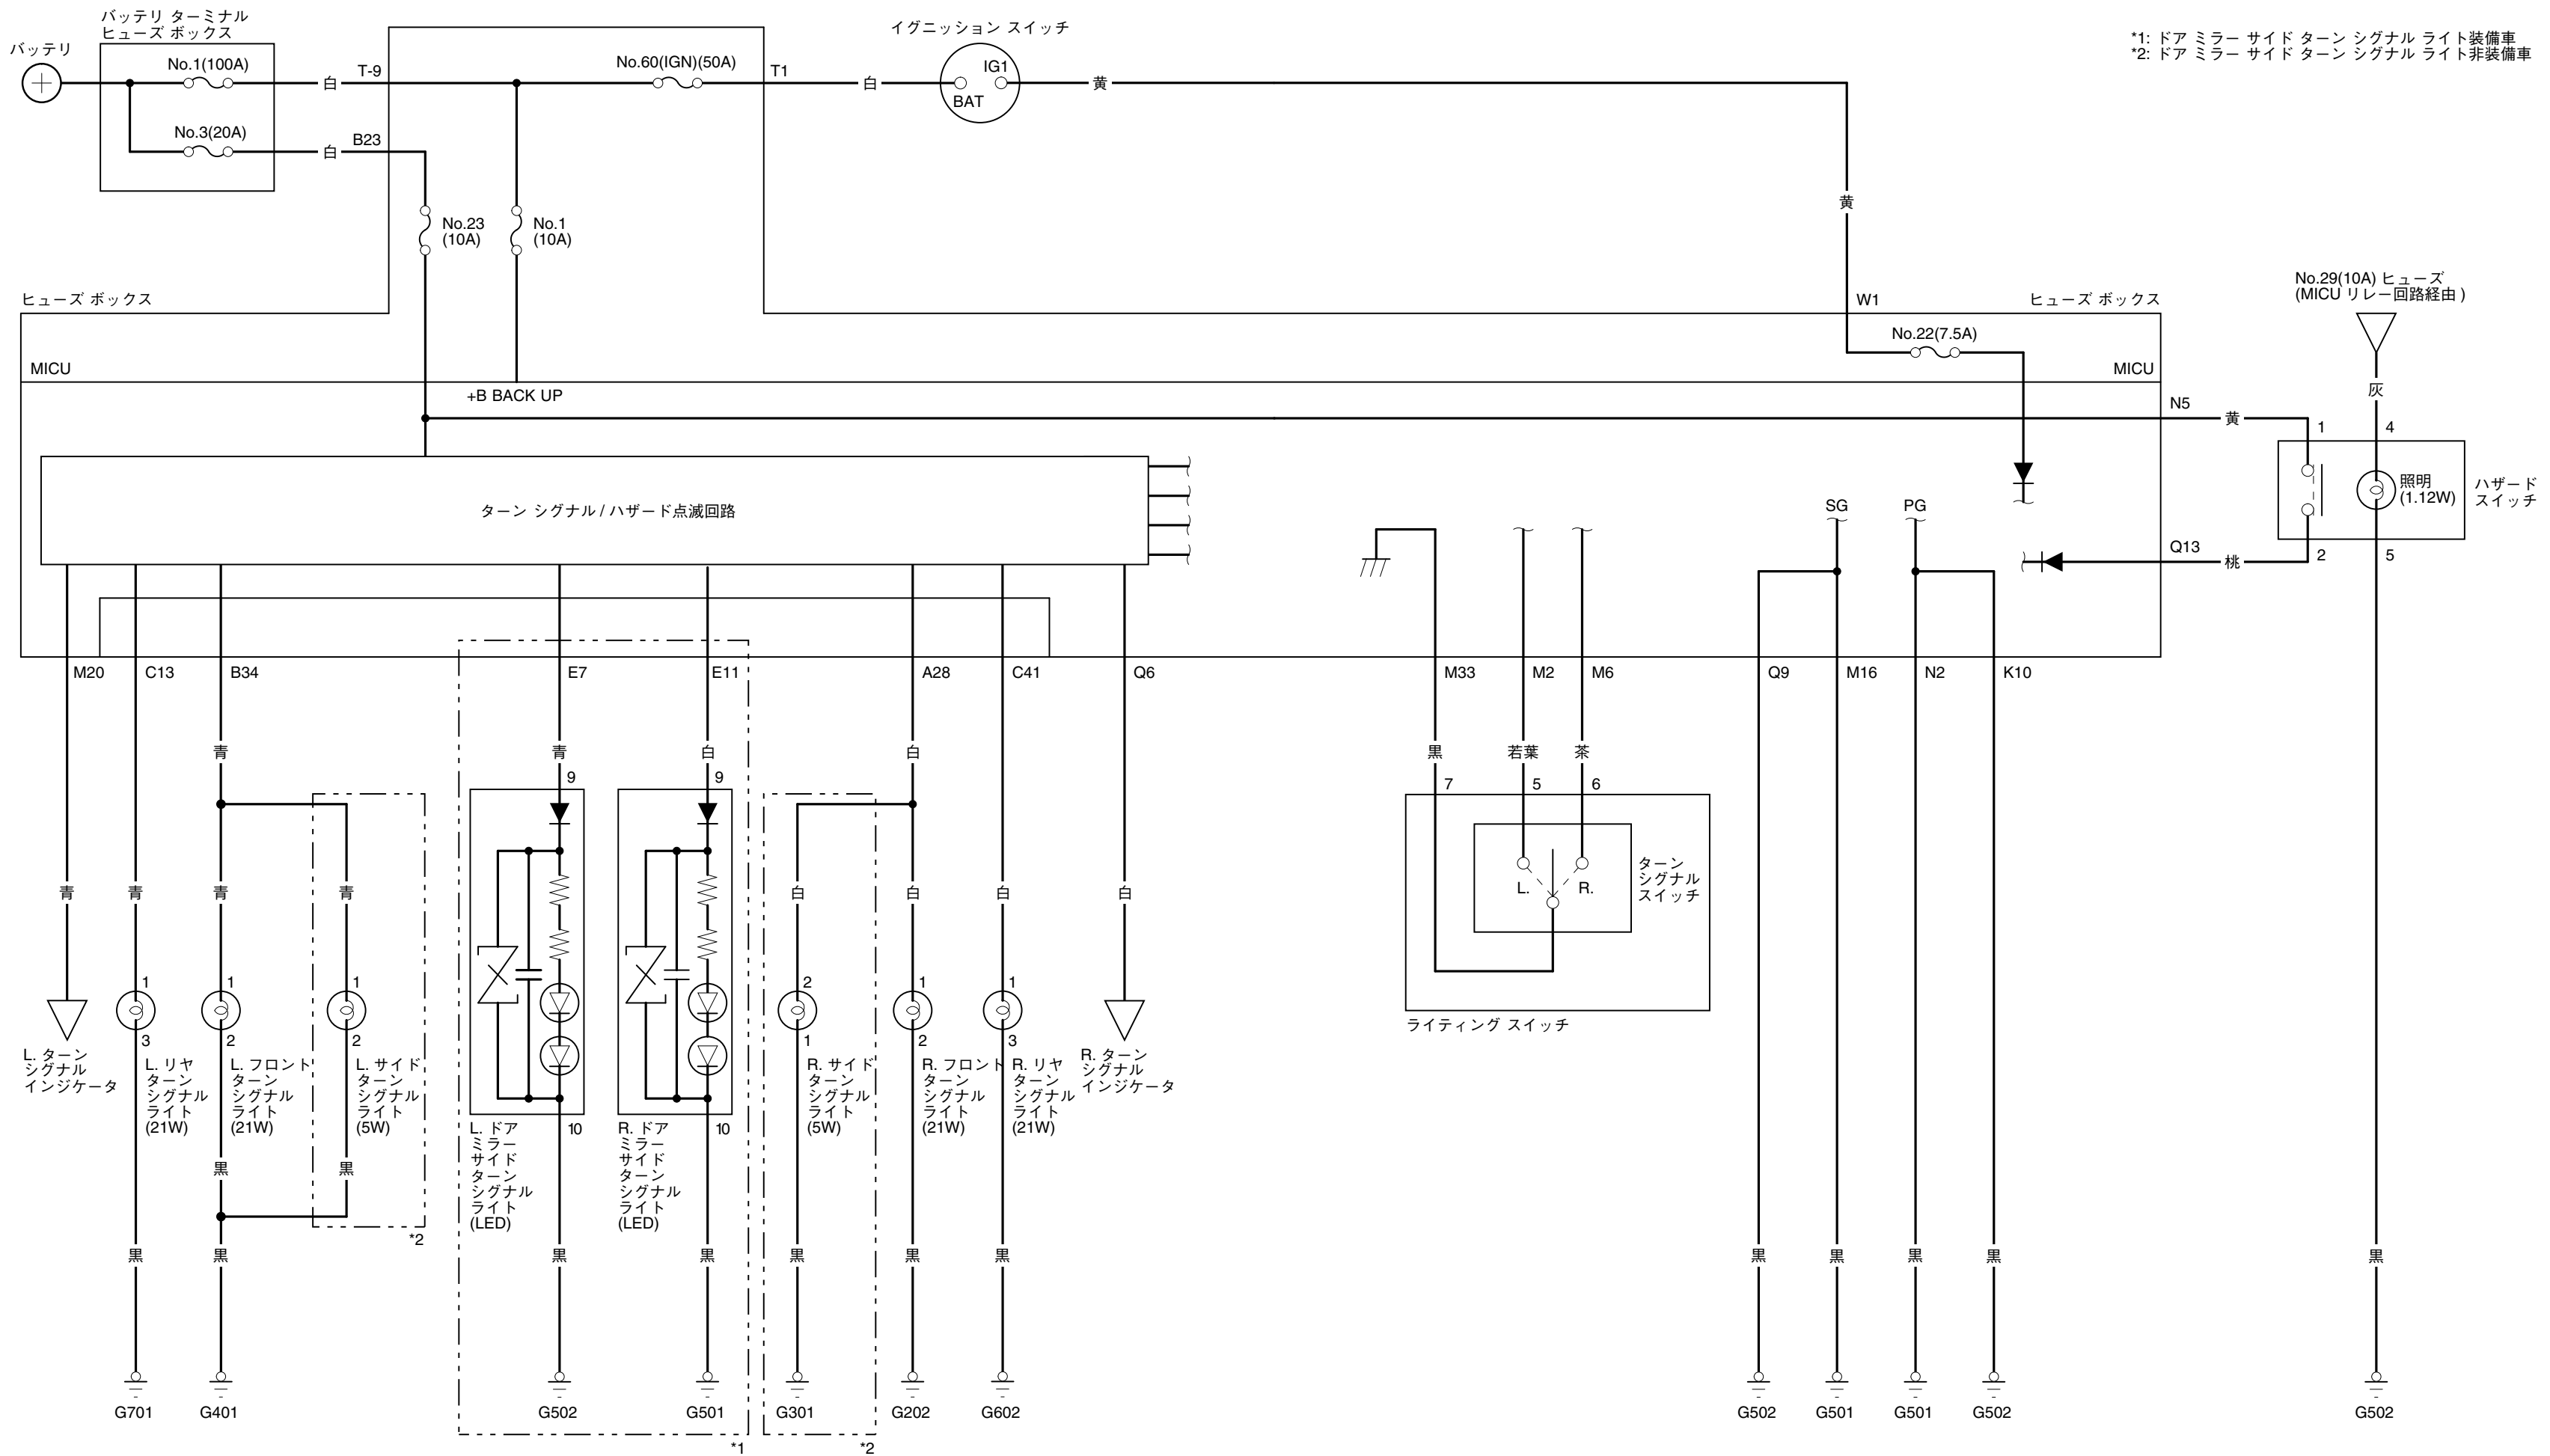 バッテリ ターミナル
ヒューズ ボックス
バッテリ
No.1(100A)
白
T-9
No.3(20A)
白
B23
No.60(IGN)(50A)
T1
白
イグニッション スイッチ
IG1
BAT
黄
*1: ドア ミラー サイド ターン シグナル ライト装備車
*2: ドア ミラー サイド ターン シグナル ライト非装備車
No.23
(10A)
No.1
(10A)
黄
ヒューズ ボックス
W1
ヒューズ ボックス
No.22(7.5A)
No.29(10A) ヒューズ
(MICU リレー回路経由 )
MICU
MICU
+B BACK UP
灰
N5
黄
1
4
照明
(1.12W)
ハザード
スイッチ
Q13
桃
2
5
ターン シグナル / ハザード点滅回路
SG
PG
M20
C13
B34
E7
E11
A28
C41
Q6
M33
M2
M6
Q9
M16
N2
K10
青
青
白
白
黒
若葉
茶
9
9
7
5
6
青
青
青
青
白
白
白
白
L.
R.
ターン
シグナル
スイッチ
ライティング スイッチ
1
1
1
2
1
1
3
2
2
1
2
3
L. ターン
シグナル
インジケータ
L. リヤ
ターン
シグナル
ライト
(21W)
L. フロント
ターン
シグナル
ライト
(21W)
L. サイド
ターン
シグナル
ライト
(5W)
L. ドア
ミラー
サイド
ターン
シグナル
ライト
(LED)
10
R. ドア
ミラー
サイド
ターン
シグナル
ライト
(LED)
10
R. サイド
ターン
シグナル
ライト
(5W)
R. フロント
ターン
シグナル
ライト
(21W)
R. リヤ
ターン
シグナル
ライト
(21W)
R. ターン
シグナル
インジケータ
黒
黒
*2
黒
黒
黒
黒
黒
黒
黒
黒
黒
黒
黒
黒
G701
G401
G502
G501
G301
G202
G602
G502
G501
G501
G502
G502
*1
*2